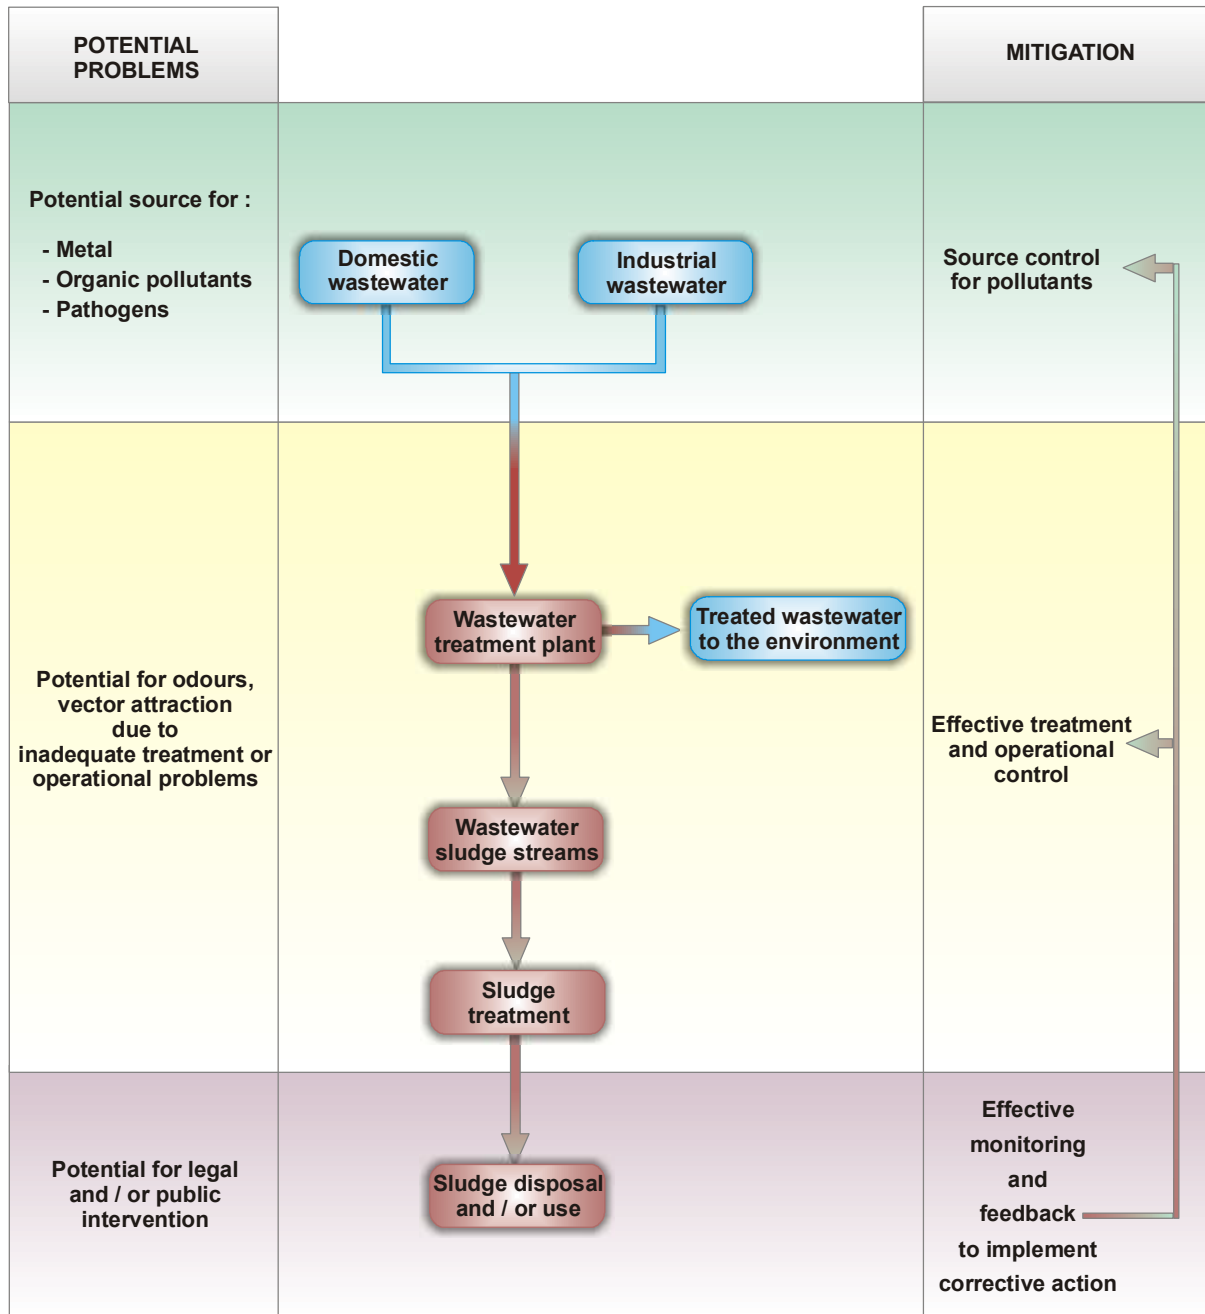 POTENTIAL
PROBLEMS
MITIGATION
Potential source for :
- Metal
- Organic pollutants
- Pathogens
Domestic
wastewater
Industrial
wastewater
Source control
for pollutants
Potential for odours,
vector attraction
due to
inadequate treatment or
operational problems
Wastewater
treatment plant
Treated wastewater
to the environment
Wastewater
sludge streams
Sludge
treatment
Effective treatment
and operational
control
Potential for legal
and / or public
intervention
Sludge disposal
and / or use
Effective
monitoring
and
feedback
to implement
corrective action